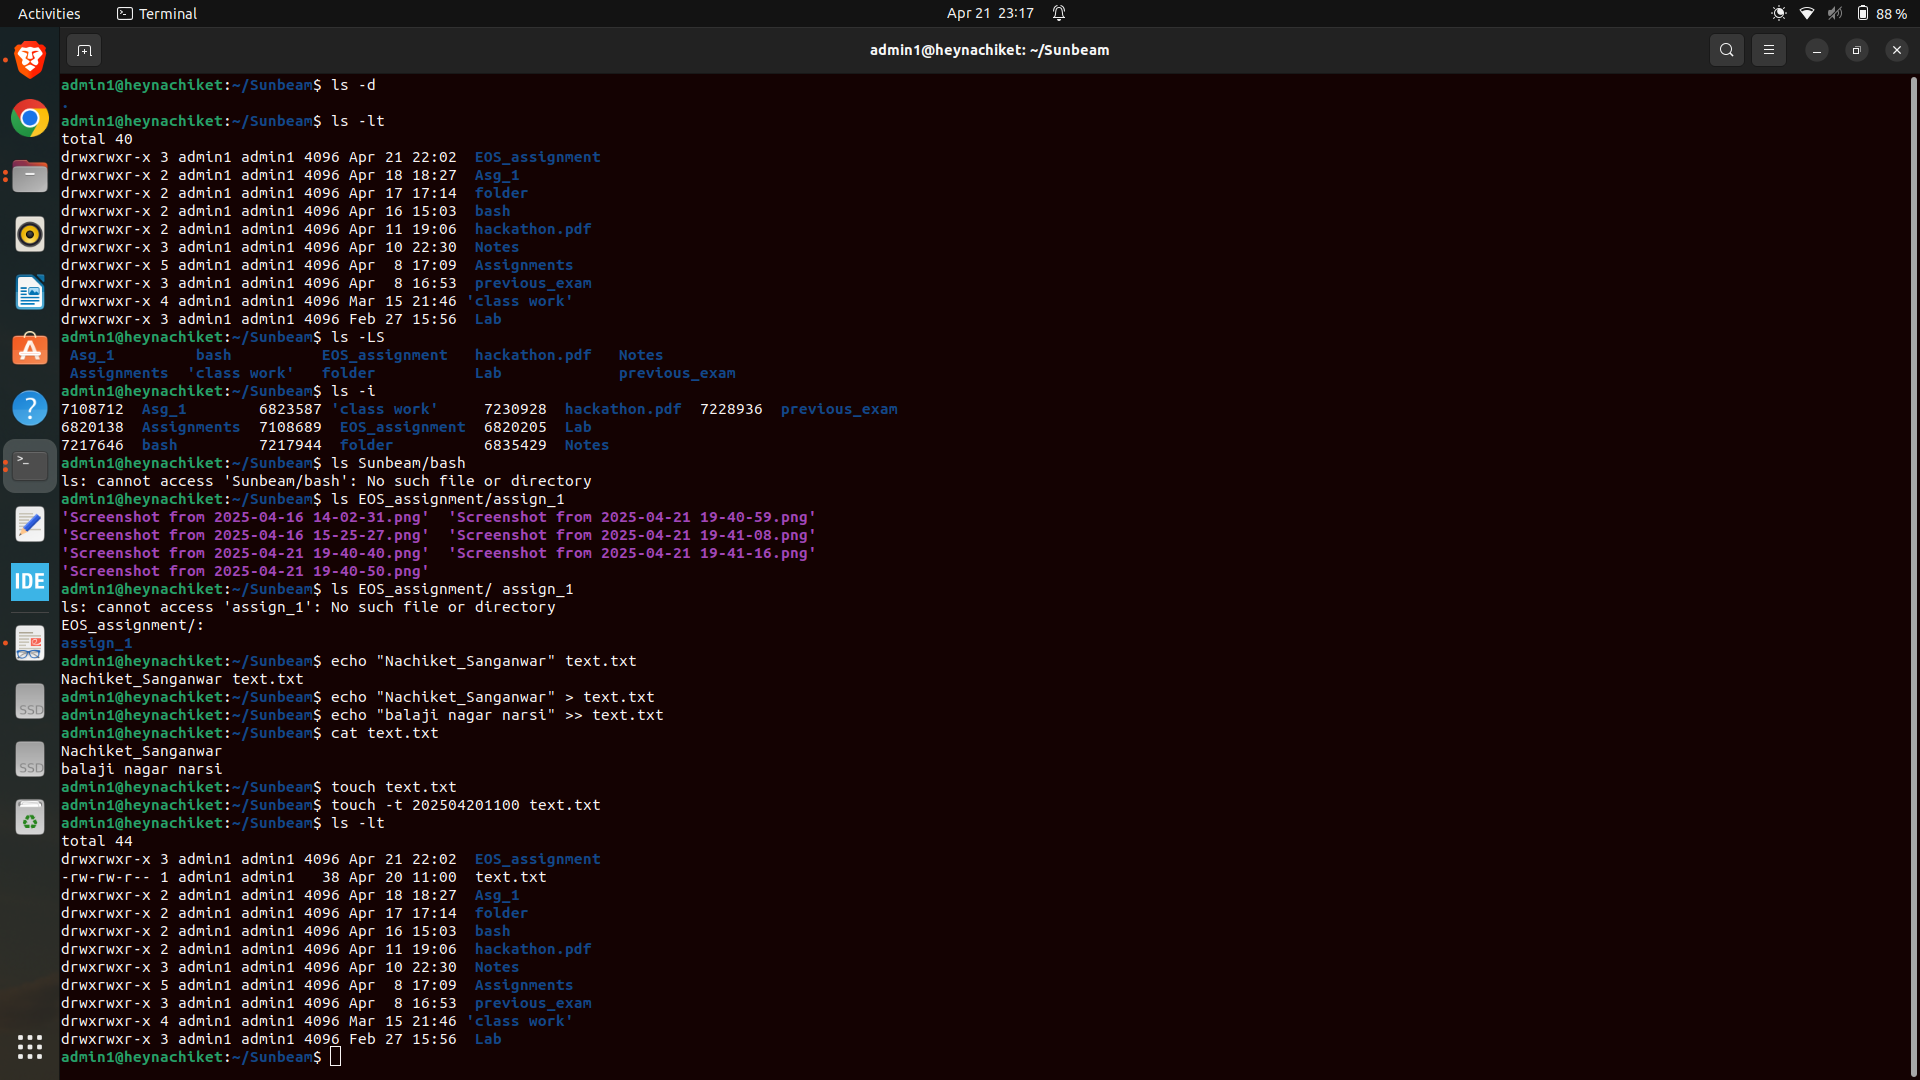 Activities Terminal Apr 21 23:17 88 %
admin1@heynachiket: ~/Sunbeam
admin1@heynachiket:~/Sunbeam$ ls -d
.
admin1@heynachiket:~/Sunbeam$ ls -lt
total 40
drwxrwxr-x 3 admin1 admin1 4096 Apr 21 22:02  EOS_assignment
drwxrwxr-x 2 admin1 admin1 4096 Apr 18 18:27  Asg_1
drwxrwxr-x 2 admin1 admin1 4096 Apr 17 17:14  folder
drwxrwxr-x 2 admin1 admin1 4096 Apr 16 15:03  bash
drwxrwxr-x 2 admin1 admin1 4096 Apr 11 19:06  hackathon.pdf
drwxrwxr-x 3 admin1 admin1 4096 Apr 10 22:30  Notes
drwxrwxr-x 5 admin1 admin1 4096 Apr  8 17:09  Assignments
drwxrwxr-x 3 admin1 admin1 4096 Apr  8 16:53  previous_exam
drwxrwxr-x 4 admin1 admin1 4096 Mar 15 21:46 'class work'
drwxrwxr-x 3 admin1 admin1 4096 Feb 27 15:56  Lab
admin1@heynachiket:~/Sunbeam$ ls -LS
 Asg_1         bash          EOS_assignment   hackathon.pdf   Notes
 Assignments  'class work'   folder           Lab             previous_exam
admin1@heynachiket:~/Sunbeam$ ls -i
7108712  Asg_1        6823587 'class work'     7230928  hackathon.pdf  7228936  previous_exam
6820138  Assignments  7108689  EOS_assignment  6820205  Lab
7217646  bash         7217944  folder          6835429  Notes
admin1@heynachiket:~/Sunbeam$ ls Sunbeam/bash
ls: cannot access 'Sunbeam/bash': No such file or directory
admin1@heynachiket:~/Sunbeam$ ls EOS_assignment/assign_1
'Screenshot from 2025-04-16 14-02-31.png'  'Screenshot from 2025-04-21 19-40-59.png'
'Screenshot from 2025-04-16 15-25-27.png'  'Screenshot from 2025-04-21 19-41-08.png'
'Screenshot from 2025-04-21 19-40-40.png'  'Screenshot from 2025-04-21 19-41-16.png'
'Screenshot from 2025-04-21 19-40-50.png'
admin1@heynachiket:~/Sunbeam$ ls EOS_assignment/ assign_1
ls: cannot access 'assign_1': No such file or directory
EOS_assignment/:
assign_1
admin1@heynachiket:~/Sunbeam$ echo "Nachiket_Sanganwar" text.txt
Nachiket_Sanganwar text.txt
admin1@heynachiket:~/Sunbeam$ echo "Nachiket_Sanganwar" > text.txt
admin1@heynachiket:~/Sunbeam$ echo "balaji nagar narsi" >> text.txt
admin1@heynachiket:~/Sunbeam$ cat text.txt
Nachiket_Sanganwar
balaji nagar narsi
admin1@heynachiket:~/Sunbeam$ touch text.txt
admin1@heynachiket:~/Sunbeam$ touch -t 202504201100 text.txt
admin1@heynachiket:~/Sunbeam$ ls -lt
total 44
drwxrwxr-x 3 admin1 admin1 4096 Apr 21 22:02  EOS_assignment
-rw-rw-r-- 1 admin1 admin1   38 Apr 20 11:00  text.txt
drwxrwxr-x 2 admin1 admin1 4096 Apr 18 18:27  Asg_1
drwxrwxr-x 2 admin1 admin1 4096 Apr 17 17:14  folder
drwxrwxr-x 2 admin1 admin1 4096 Apr 16 15:03  bash
drwxrwxr-x 2 admin1 admin1 4096 Apr 11 19:06  hackathon.pdf
drwxrwxr-x 3 admin1 admin1 4096 Apr 10 22:30  Notes
drwxrwxr-x 5 admin1 admin1 4096 Apr  8 17:09  Assignments
drwxrwxr-x 3 admin1 admin1 4096 Apr  8 16:53  previous_exam
drwxrwxr-x 4 admin1 admin1 4096 Mar 15 21:46 'class work'
drwxrwxr-x 3 admin1 admin1 4096 Feb 27 15:56  Lab
admin1@heynachiket:~/Sunbeam$
IDE
SSD
SSD